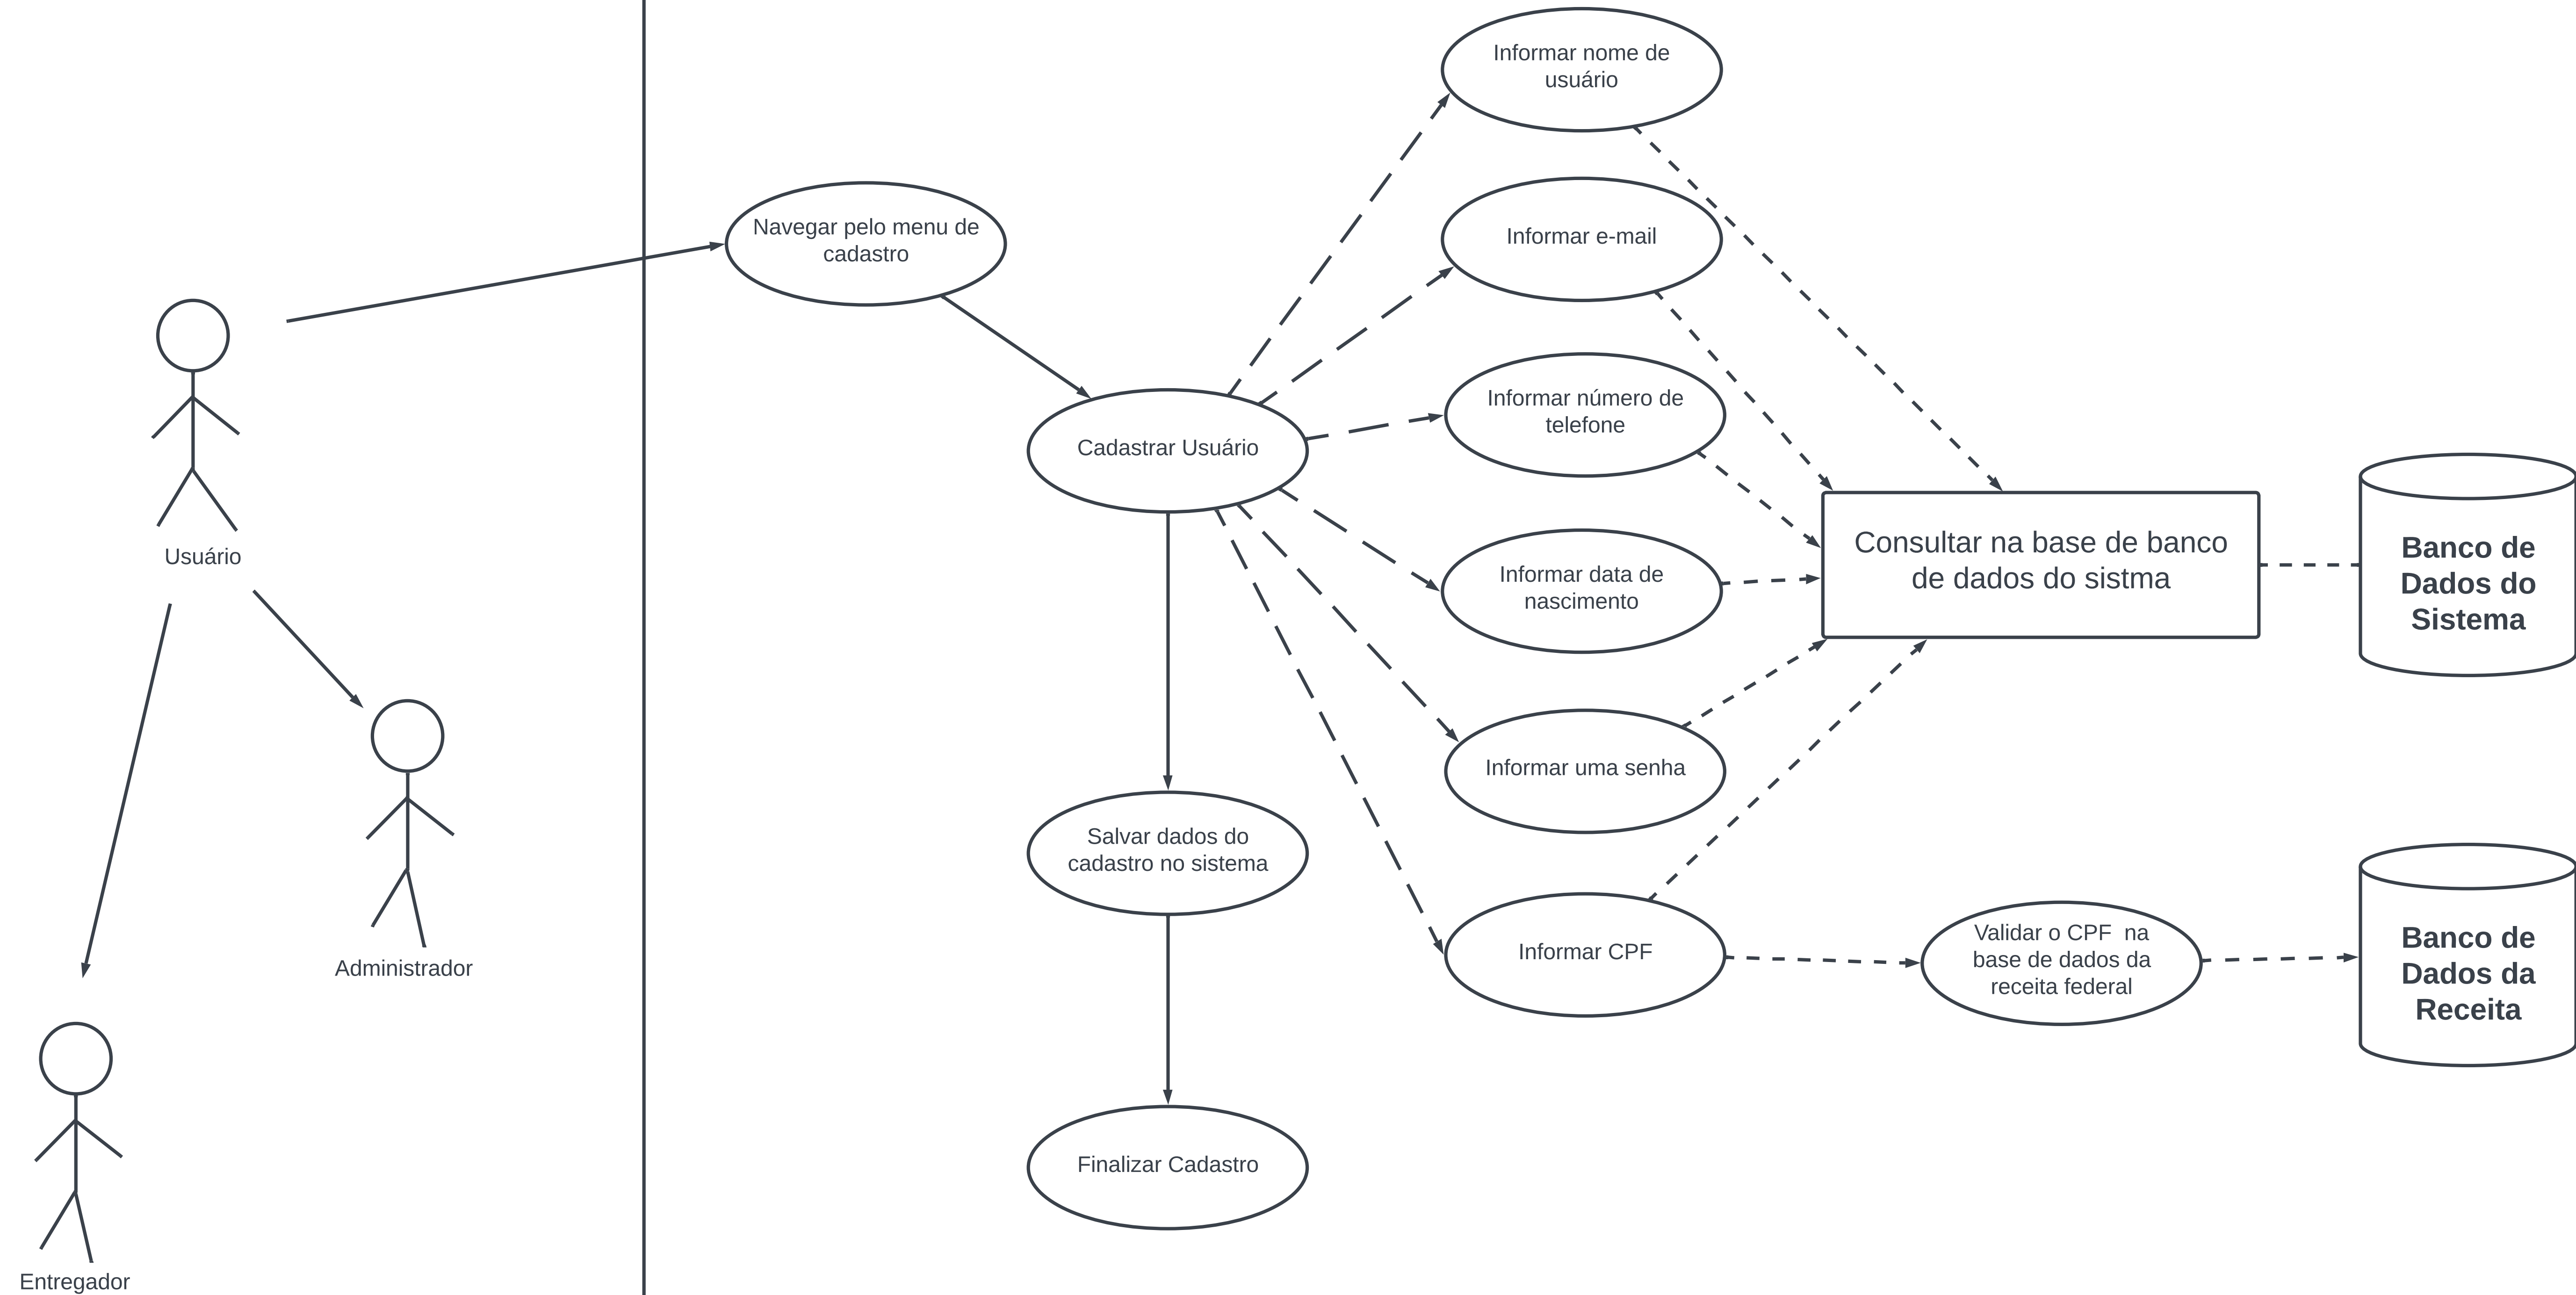 Informar nome de
usuário
Navegar pelo menu de
cadastro
Informar e-mail
Informar número de
telefone
Cadastrar Usuário
Usuário
Informar data de
nascimento
Consultar na base de banco
de dados do sistma
Banco de
Dados do
Sistema
Informar uma senha
Salvar dados do
cadastro no sistema
Administrador
Informar CPF
Validar o CPF  na
base de dados da
receita federal
Banco de
Dados da
Receita
Finalizar Cadastro
Entregador